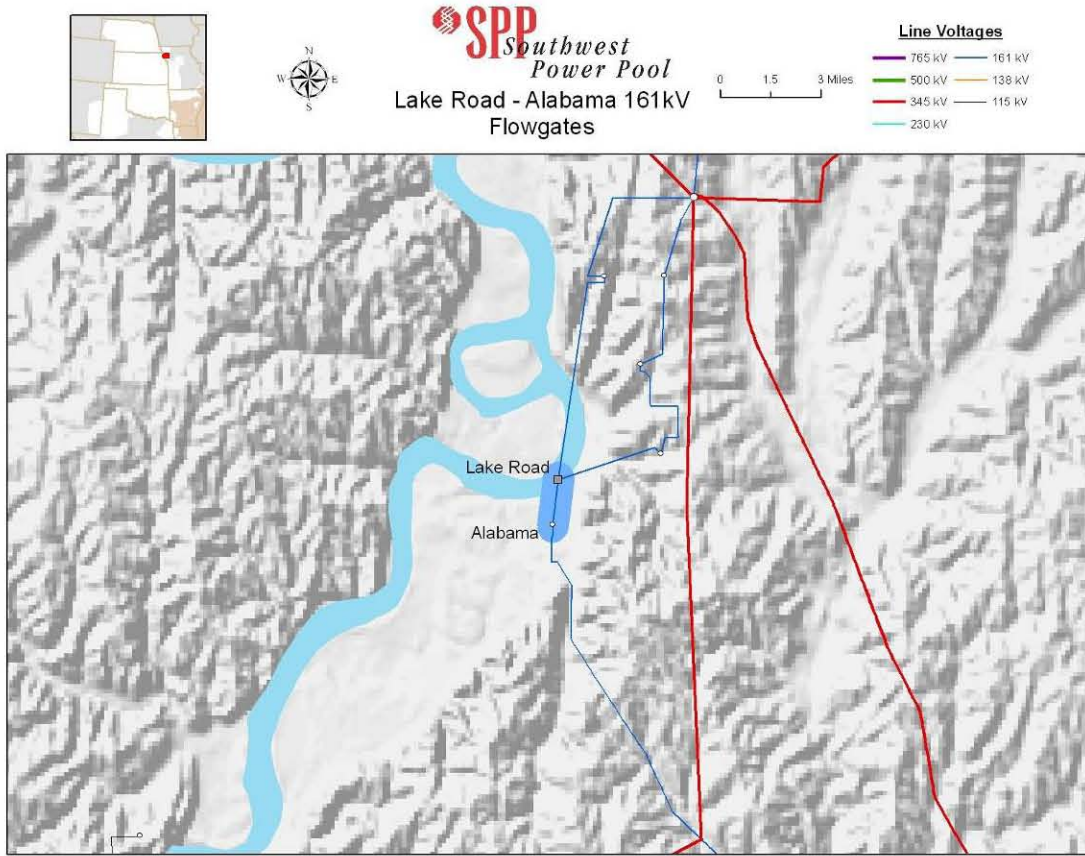 SPP
Southwest
Power Pool
Lake Road - Alabama 161kV
Flowgates
N
W E
S
0 1.5 3 Miles
Line Voltages
765 kV 161 kV
500 kV 138 kV
345 kV 115 kV
230 kV
Lake Road
Alabama